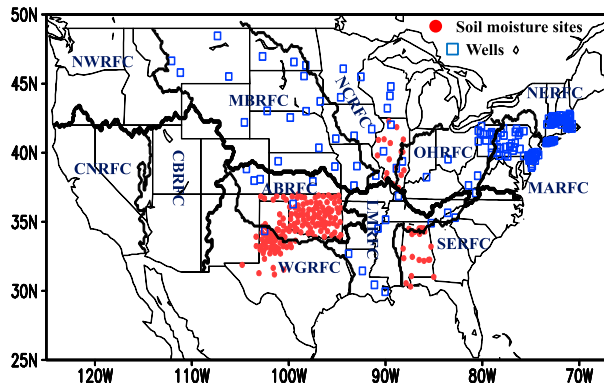 50N
45N
40N
35N
30N
25N
120W
110W
100W
90W
80W
70W
Soil moisture sites
Wells
NWRFC
MBRFC
NCRFC
NERFC
CNRFC
CBRFC
ABRFC
OHRFC
MARFC
LMRFC
SERFC
WGRFC